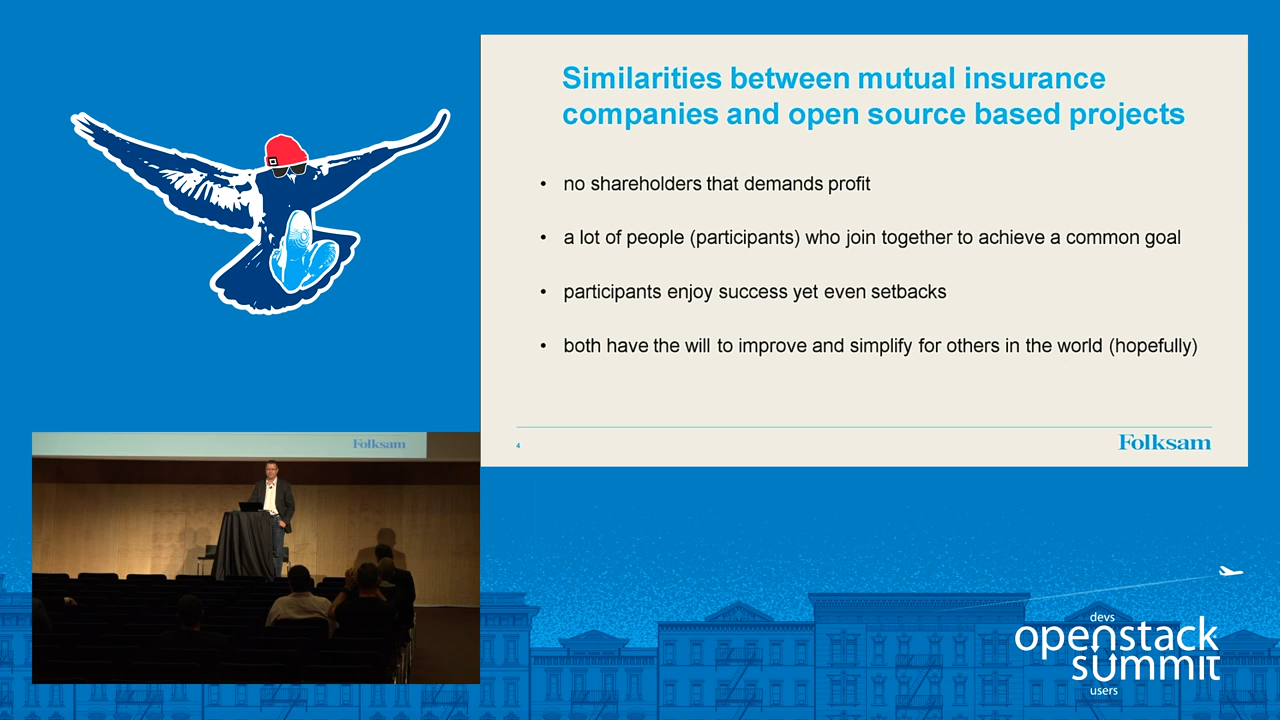 Similarities between mutual insurance
companies and open source based projects
• no shareholders that demands profit
• a lot of people (participants) who join together to achieve a common goal
• participants enjoy success yet even setbacks
• both have the will to improve and simplify for others in the world (hopefully)
4
Folksam
Folksam
devs
openstack
summit
users